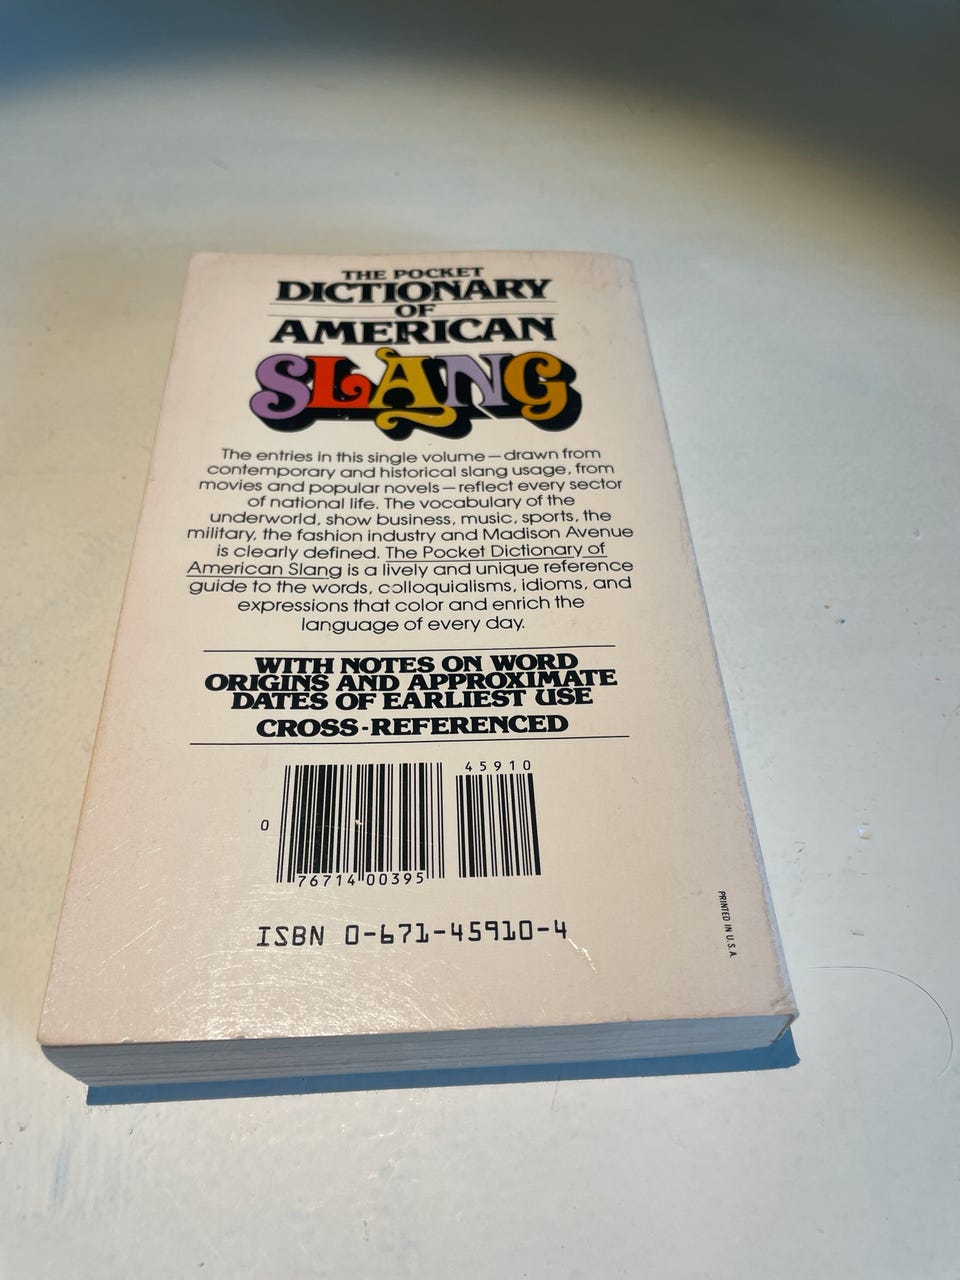 THE POCKET
DICTIONARY
OF
AMERICAN
SLANG
The entries in this single volume—drawn from
contemporary and historical slang usage, from
movies and popular novels—reflect every sector
of national life. The vocabulary of the
underworld, show business, music, sports, the
military, the fashion industry and Madison Avenue
is clearly defined. The Pocket Dictionary of
American Slang is a lively and unique reference
guide to the words, colloquialisms, idioms, and
expressions that color and enrich the
language of every day.
WITH NOTES ON WORD
ORIGINS AND APPROXIMATE
DATES OF EARLIEST USE
CROSS-REFERENCED
45910
0
76714 00395
ISBN 0-671-45910-4
PRINTED IN U.S.A.